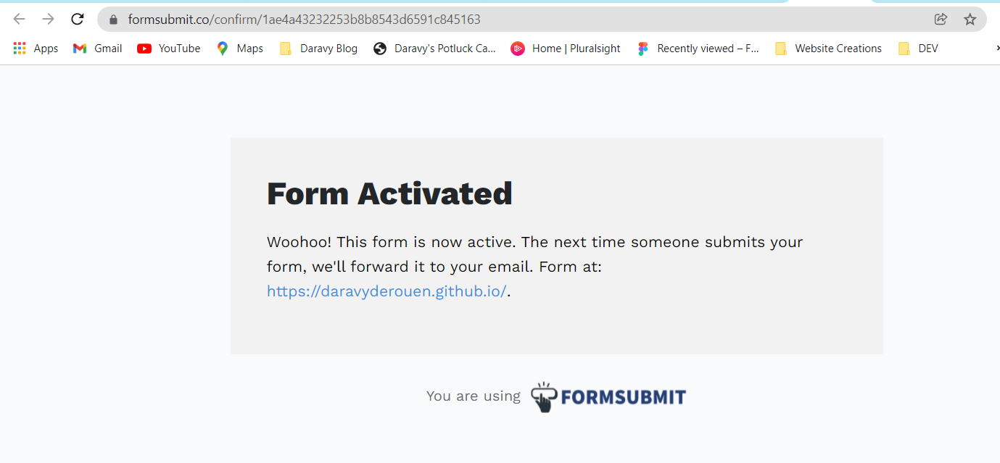 formsubmit.co/confirm/1ae4a43232253b8b8543d6591c845163
Apps Gmail YouTube Maps Daravy Blog Daravy's Potluck Ca... Home | Pluralsight Recently viewed – F... Website Creations DEV
Form Activated
Woohoo! This form is now active. The next time someone submits your
form, we'll forward it to your email. Form at:
https://daravyderouen.github.io/.
You are using FORMSUBMIT